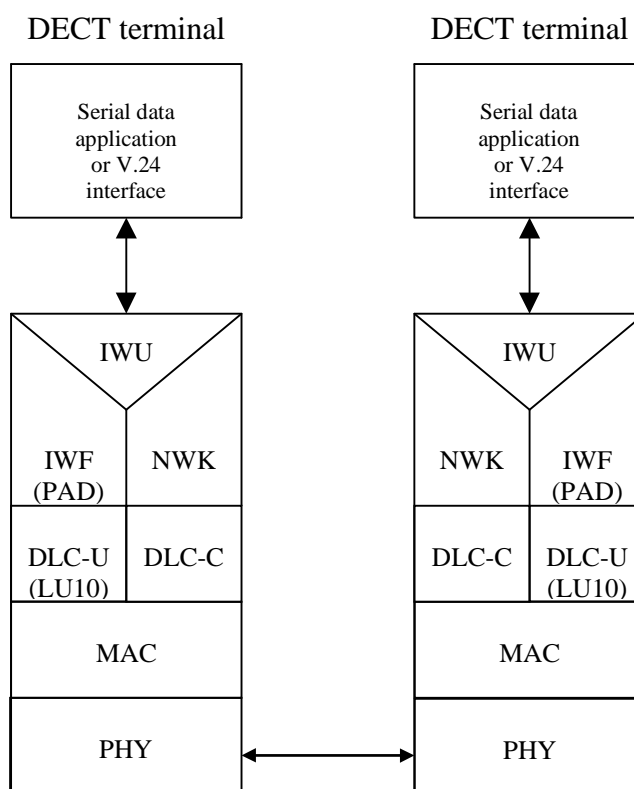 DECT terminal
DECT terminal
Serial data
application
or V.24
interface
Serial data
application
or V.24
interface
IWU
IWU
IWF
(PAD)
NWK
NWK
IWF
(PAD)
DLC-U
(LU10)
DLC-C
DLC-C
DLC-U
(LU10)
MAC
MAC
PHY
PHY